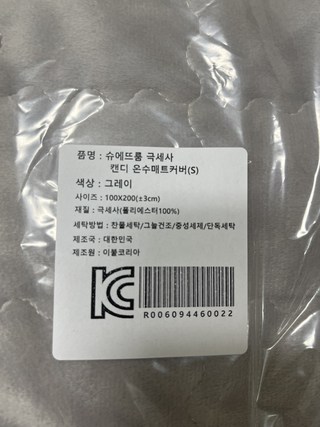 품명 : 슈에뜨룸 극세사
캔디 온수매트커버(S)
색상 : 그레이
사이즈 : 100X200(±3cm)
재질 : 극세사(폴리에스터100%)
세탁방법 : 찬물세탁/그늘건조/중성세제/단독세탁
제조국 : 대한민국
제조원 : 이불코리아
R006094460022